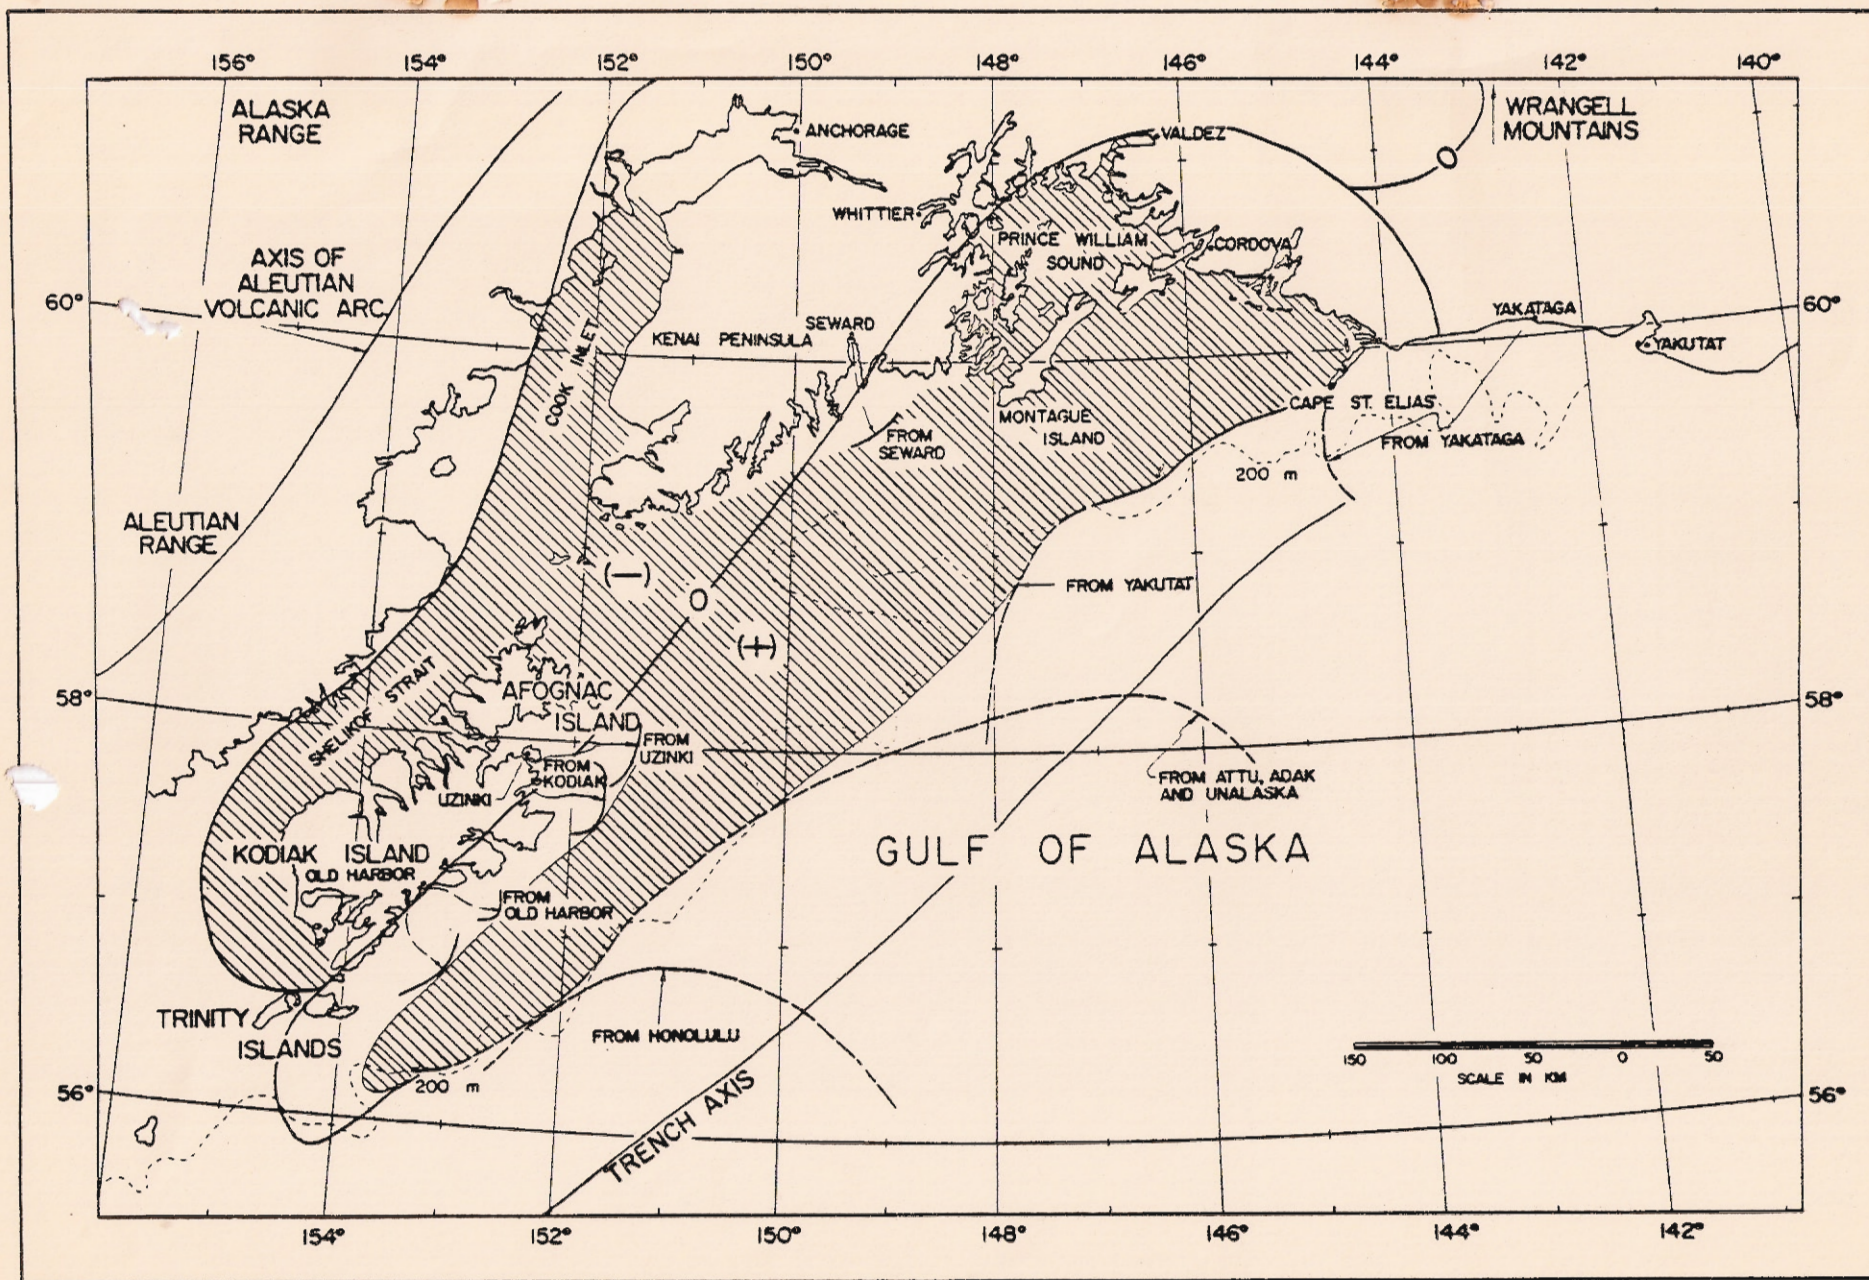 156°
154°
152°
150°
148°
146°
144°
142°
140°
ALASKA
RANGE
ANCHORAGE
VALDEZ
WRANGELL
MOUNTAINS
O
WHITTIER
PRINCE WILLIAM
SOUND
CORDOVA
AXIS OF
ALEUTIAN
VOLCANIC ARC
60°
60°
YAKATAGA
SEWARD
KENAI PENINSULA
YAKUTAT
COOK INLET
CAPE ST. ELIAS
MONTAGUE
ISLAND
FROM
SEWARD
FROM YAKATAGA
200 m
ALEUTIAN
RANGE
(—)
O
FROM YAKUTAT
(+)
SHELIKOF STRAIT
58°
58°
AFOGNAC
ISLAND
FROM
UZINKI
FROM
KODIAK
UZINKI
FROM ATTU, ADAK
AND UNALASKA
KODIAK ISLAND
OLD HARBOR
GULF OF ALASKA
FROM
OLD HARBOR
TRINITY
ISLANDS
FROM HONOLULU
150
100
50
0
50
SCALE IN KM
200 m
56°
56°
TRENCH AXIS
154°
152°
150°
148°
146°
144°
142°